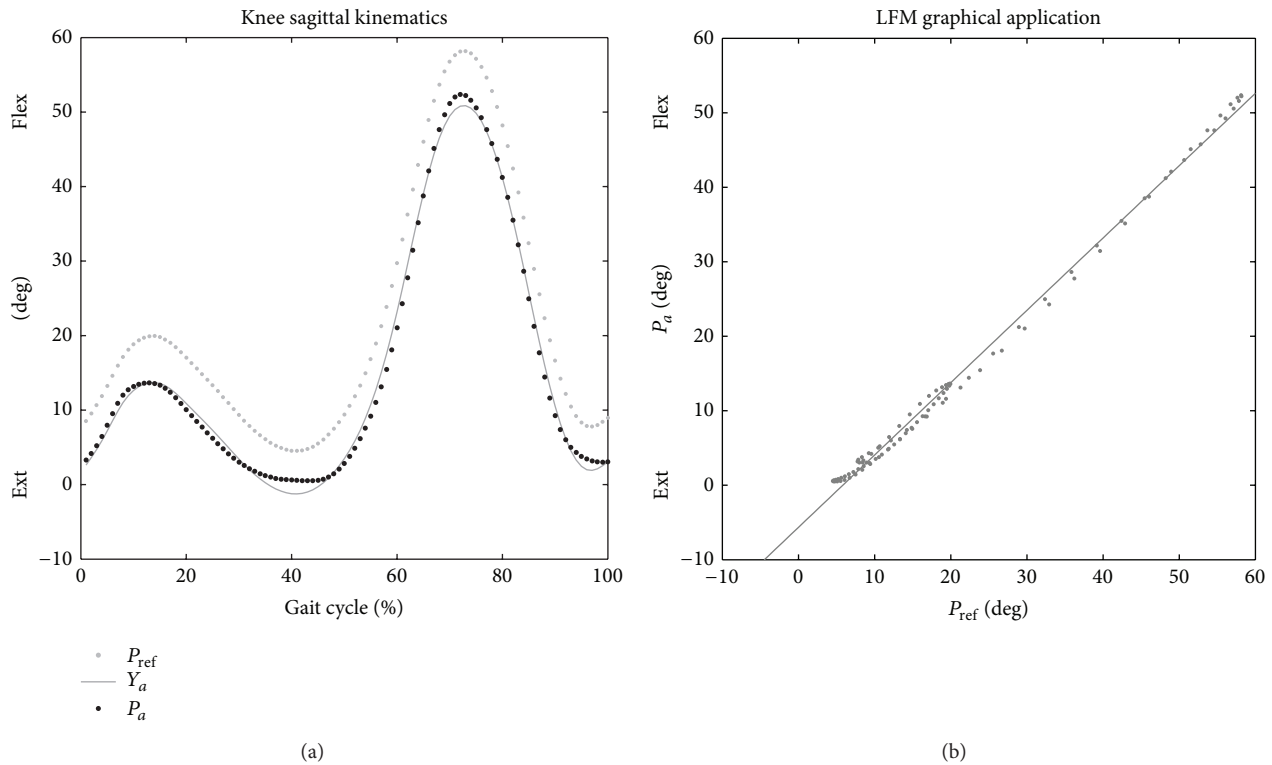 Knee sagittal kinematics
60
50
40
30
20
10
0
−10
Flex
(deg)
Ext
0 20 40 60 80 100
Gait cycle (%)
P_ref
Y_a
P_a
(a)
LFM graphical application
60
50
40
30
20
10
0
−10
Flex
P_a (deg)
Ext
−10 0 10 20 30 40 50 60
P_ref (deg)
(b)